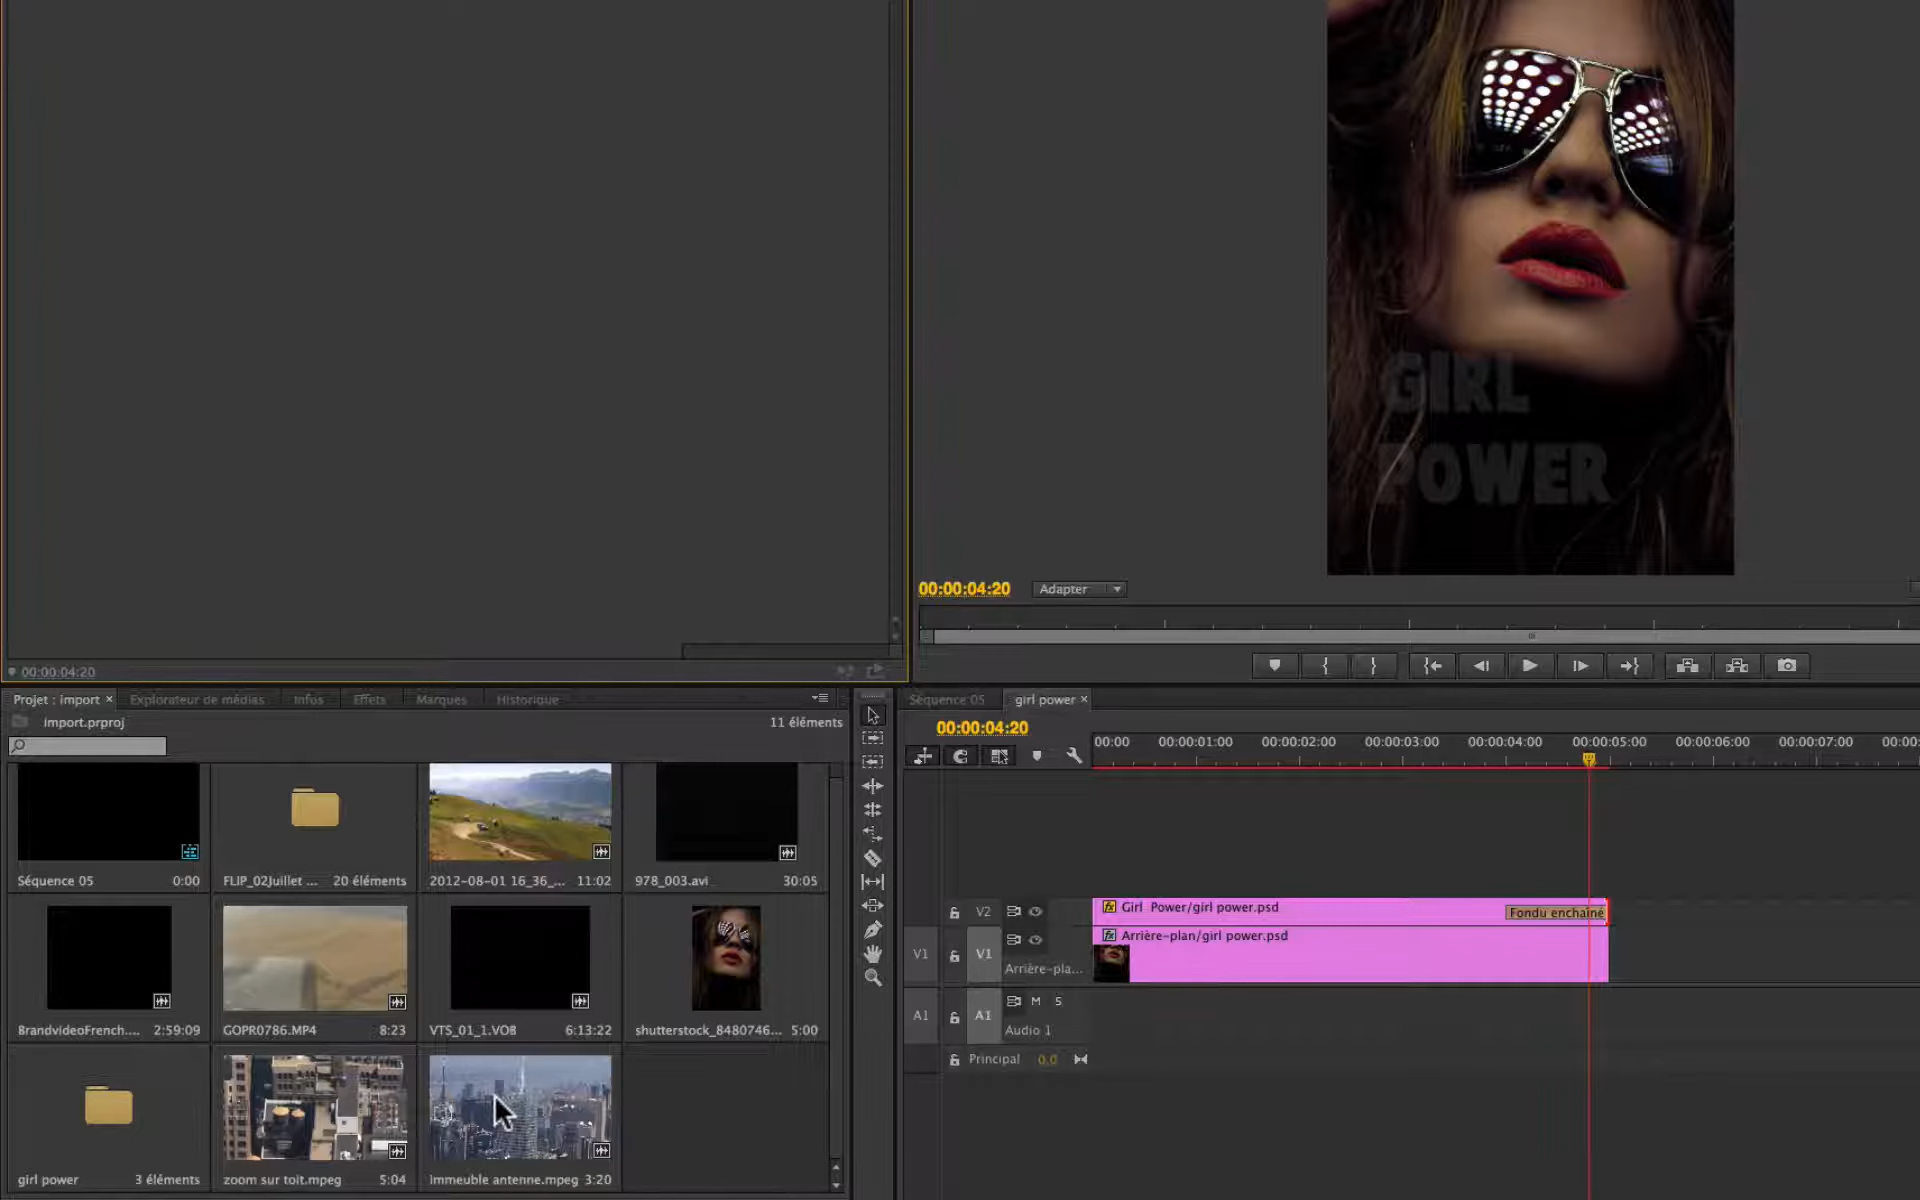 GIRL
POWER
00:00:04:20
Adapter
00:00:04:20
Projet : import ×
Explorateur de médias
Infos
Effets
Marques
Historique
import.prproj
11 éléments
Séquence 05
0:00
FLIP_02Juillet ...
20 éléments
2012-08-01 16_36_...
11:02
978_003.avi
30:05
BrandvideoFrench....
2:59:09
GOPR0786.MP4
8:23
VTS_01_1.VOB
6:13:22
shutterstock_8480746...
5:00
girl power
3 éléments
zoom sur toit.mpeg
5:04
Immeuble antenne.mpeg
3:20
Séquence 05
girl power ×
00:00:04:20
00:00
00:00:01:00
00:00:02:00
00:00:03:00
00:00:04:00
00:00:05:00
00:00:06:00
00:00:07:00
00:00:
V2
Girl Power/girl power.psd
Fondu enchaîné
V1
V1
Arrière-pla...
Arrière-plan/girl power.psd
A1
A1
M S
Audio 1
Principal
0,0